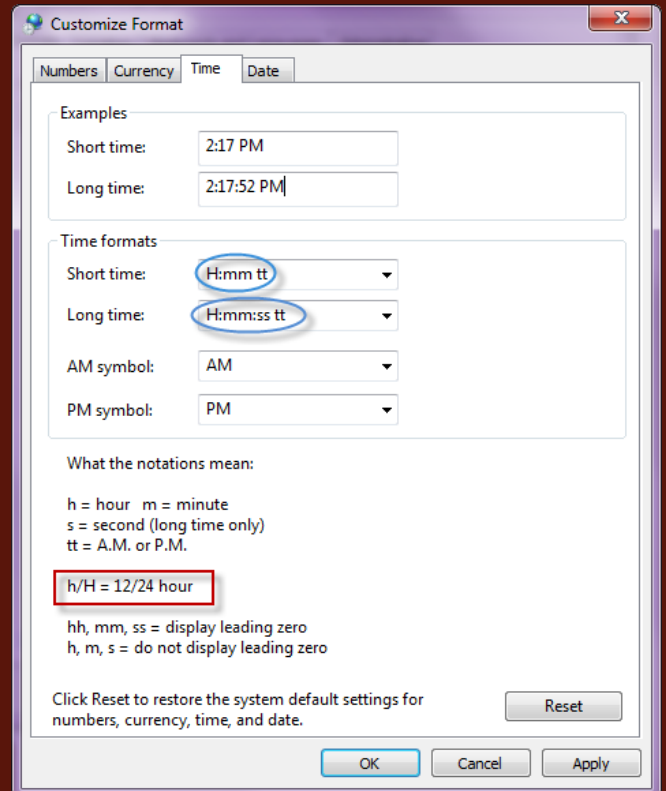 Customize Format
Numbers Currency Time Date
Examples
Short time: 2:17 PM
Long time: 2:17:52 PM
Time formats
Short time: H:mm tt
Long time: H:mm:ss tt
AM symbol: AM
PM symbol: PM
What the notations mean:
h = hour m = minute
s = second (long time only)
tt = A.M. or P.M.
h/H = 12/24 hour
hh, mm, ss = display leading zero
h, m, s = do not display leading zero
Click Reset to restore the system default settings for
numbers, currency, time, and date.
Reset
OK Cancel Apply